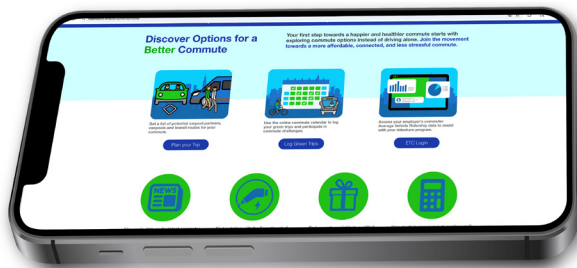 Discover Options for a
Better Commute
Your first step towards a happier and healthier commute starts with
exploring commute options instead of driving alone. Join the movement
towards a more affordable, connected, and less stressful commute.
Get a list of potential carpool partners,
vanpools and transit routes for your
commute.
Plan your Trip
Use the online commute calendar to log
your green trips and participate in
commute challenges.
Log Green Trips
Access your employer's commuter
Average Vehicle Ridership data to assist
with your rideshare program.
ETC Login
NEWS